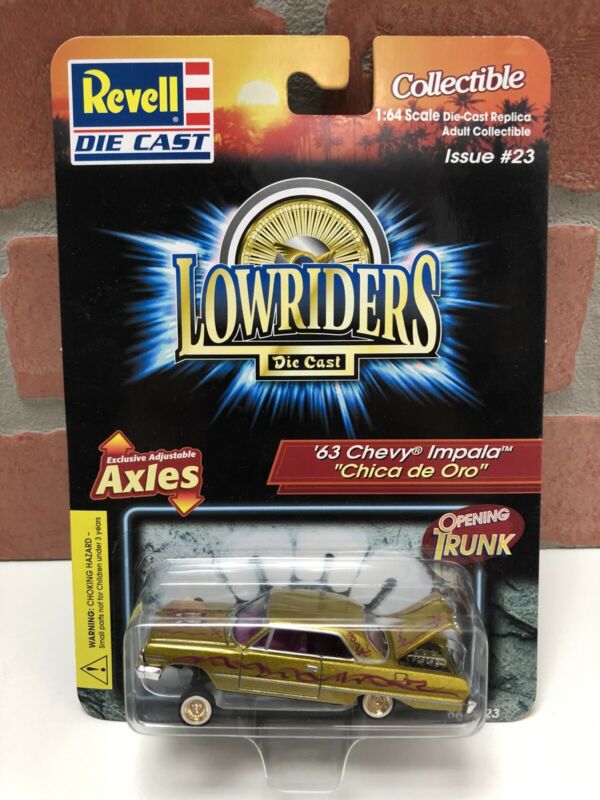 Revell
DIE CAST
Collectible
1:64 Scale Die-Cast Replica
Adult Collectible
Issue #23
LOWRIDERS
Die Cast
'63 Chevy® Impala™
"Chica de Oro"
Exclusive Adjustable
Axles
OPENING
TRUNK
WARNING: CHOKING HAZARD –
Small parts not for Children under 3 years